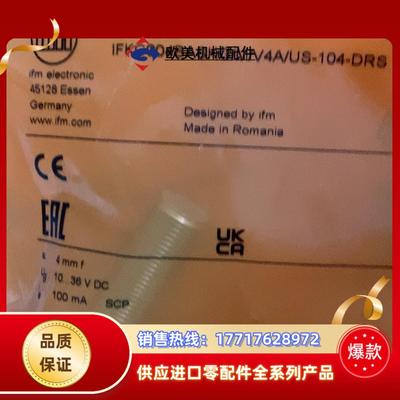 欧美机械配件
V4A/US-104-DRS
ifm electronic
45128 Essen
Germany
www.ifm.com
Designed by ifm
Made in Romania
CE
EAC
UK
CA
4 mm f
10...36 V DC
100 mA SCP
品质
保证
销售热线：17717628972
爆款
供应进口零配件全系列产品